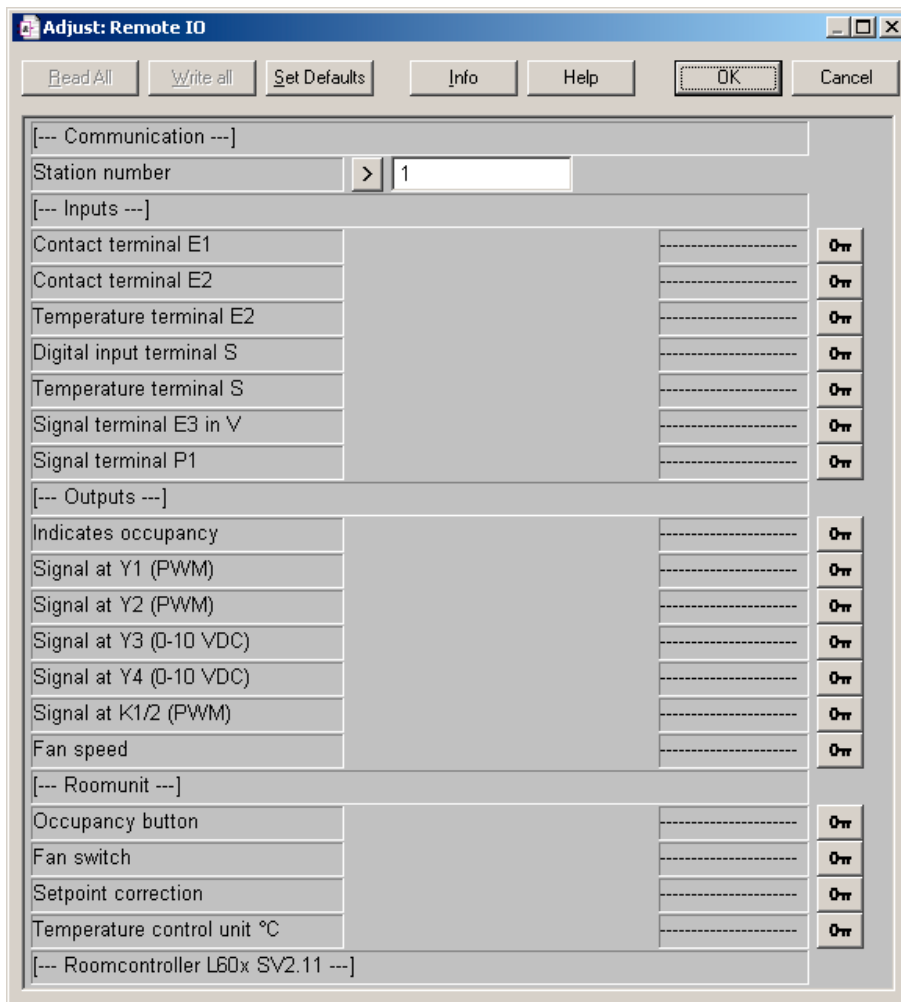 Adjust: Remote IO
Read All Write all Set Defaults Info Help OK Cancel
[--- Communication ---]
Station number > 1
[--- Inputs ---]
Contact terminal E1 ----------------------
Contact terminal E2 ----------------------
Temperature terminal E2 ----------------------
Digital input terminal S ----------------------
Temperature terminal S ----------------------
Signal terminal E3 in V ----------------------
Signal terminal P1 ----------------------
[--- Outputs ---]
Indicates occupancy ----------------------
Signal at Y1 (PWM) ----------------------
Signal at Y2 (PWM) ----------------------
Signal at Y3 (0-10 VDC) ----------------------
Signal at Y4 (0-10 VDC) ----------------------
Signal at K1/2 (PWM) ----------------------
Fan speed ----------------------
[--- Roomunit ---]
Occupancy button ----------------------
Fan switch ----------------------
Setpoint correction ----------------------
Temperature control unit °C ----------------------
[--- Roomcontroller L60x SV2.11 ---]